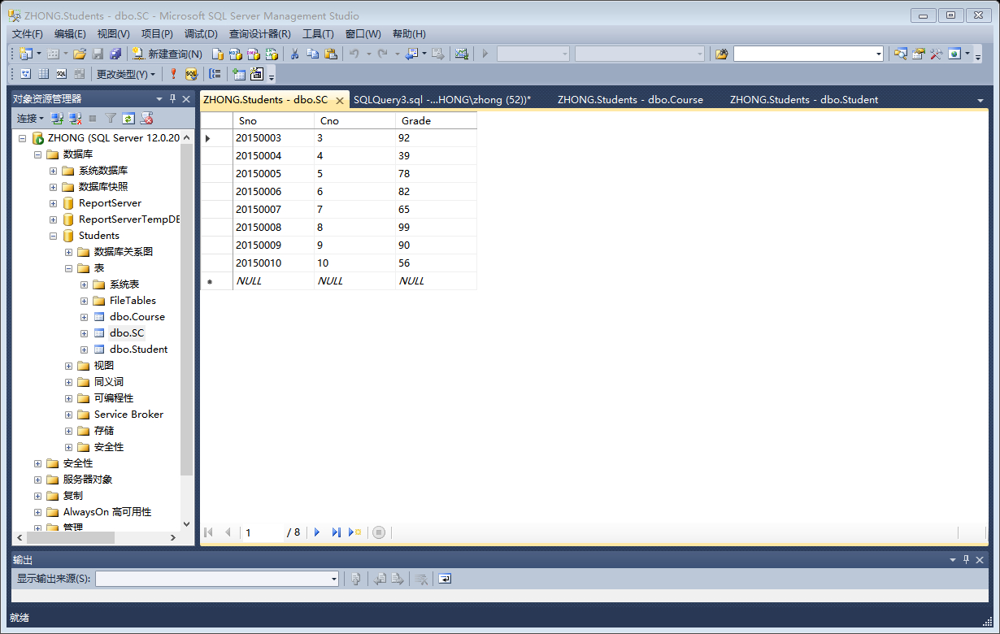 ZHONG.Students - dbo.SC - Microsoft SQL Server Management Studio
文件(F) 编辑(E) 视图(V) 项目(P) 调试(D) 查询设计器(R) 工具(T) 窗口(W) 帮助(H)
新建查询(N)
更改类型(Y)
对象资源管理器
连接
ZHONG (SQL Server 12.0.20
数据库
系统数据库
数据库快照
ReportServer
ReportServerTempDE
Students
数据库关系图
表
系统表
FileTables
dbo.Course
dbo.SC
dbo.Student
视图
同义词
可编程性
Service Broker
存储
安全性
安全性
服务器对象
复制
AlwaysOn 高可用性
管理
ZHONG.Students - dbo.SC SQLQuery3.sql -...HONG\zhong (52))* ZHONG.Students - dbo.Course ZHONG.Students - dbo.Student
Sno Cno Grade
20150003 3 92
20150004 4 39
20150005 5 78
20150006 6 82
20150007 7 65
20150008 8 99
20150009 9 90
20150010 10 56
NULL NULL NULL
1 / 8
输出
显示输出来源(S):
就绪